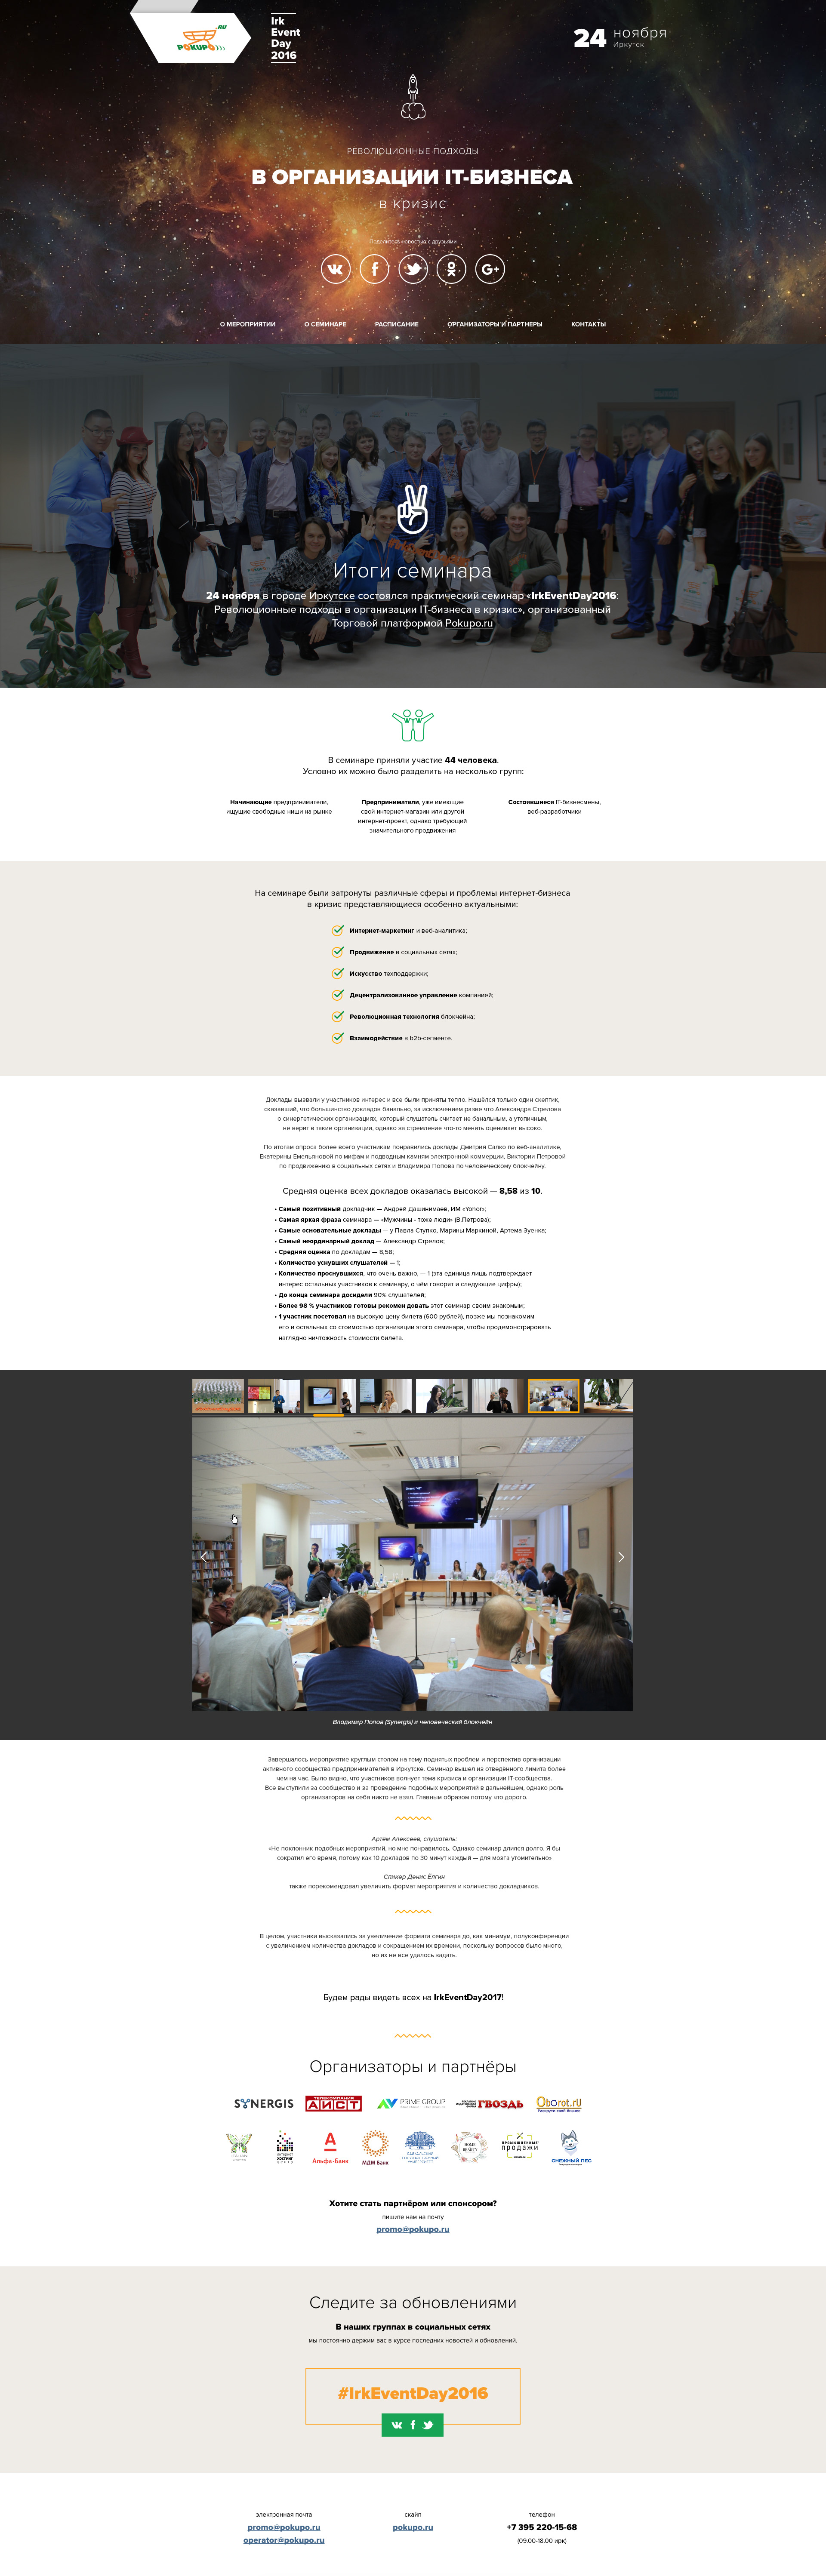 POKUPO.RU
Irk
Event
Day
2016
24 ноября
Иркутск
РЕВОЛЮЦИОННЫЕ ПОДХОДЫ
В ОРГАНИЗАЦИИ IT-БИЗНЕСА
в кризис
Поделитесь новостью с друзьями
О МЕРОПРИЯТИИ О СЕМИНАРЕ РАСПИСАНИЕ ОРГАНИЗАТОРЫ И ПАРТНЕРЫ КОНТАКТЫ
Итоги семинара
24 ноября в городе Иркутске состоялся практический семинар «IrkEventDay2016:
Революционные подходы в организации IT-бизнеса в кризис», организованный
Торговой платформой Pokupo.ru
В семинаре приняли участие 44 человека.
Условно их можно было разделить на несколько групп:
Начинающие предприниматели,
ищущие свободные ниши на рынке
Предприниматели, уже имеющие
свой интернет-магазин или другой
интернет-проект, однако требующий
значительного продвижения
Состоявшиеся IT-бизнесмены,
веб-разработчики
На семинаре были затронуты различные сферы и проблемы интернет-бизнеса
в кризис представляющиеся особенно актуальными:
Интернет-маркетинг и веб-аналитика;
Продвижение в социальных сетях;
Искусство техподдержки;
Децентрализованное управление компанией;
Революционная технология блокчейна;
Взаимодействие в b2b-сегменте.
Доклады вызвали у участников интерес и все были приняты тепло. Нашёлся только один скептик,
сказавший, что большинство докладов банально, за исключением разве что Александра Стрелова
о синергетических организациях, который слушатель считает не банальным, а утопичным,
не верит в такие организации, однако за стремление что-то менять оценивает высоко.
По итогам опроса более всего участникам понравились доклады Дмитрия Салко по веб-аналитике,
Екатерины Емельяновой по мифам и подводным камням электронной коммерции, Виктории Петровой
по продвижению в социальных сетях и Владимира Попова по человеческому блокчейну.
Средняя оценка всех докладов оказалась высокой — 8,58 из 10.
• Самый позитивный докладчик — Андрей Дашинимаев, ИМ «Yohor»;
• Самая яркая фраза семинара — «Мужчины - тоже люди» (В.Петрова);
• Самые основательные доклады — у Павла Ступко, Марины Маркиной, Артема Зуенка;
• Самый неординарный доклад — Александр Стрелов;
• Средняя оценка по докладам — 8,58;
• Количество уснувших слушателей — 1;
• Количество проснувшихся, что очень важно, — 1 (эта единица лишь подтверждает
интерес остальных участников к семинару, о чём говорят и следующие цифры);
• До конца семинара досидели 90% слушателей;
• Более 98 % участников готовы рекомен довать этот семинар своим знакомым;
• 1 участник посетовал на высокую цену билета (600 рублей), позже мы познакомим
его и остальных со стоимостью организации этого семинара, чтобы продемонстрировать
наглядно ничтожность стоимости билета.
Владимир Попов (Synergis) и человеческий блокчейн
Завершалось мероприятие круглым столом на тему поднятых проблем и перспектив организации
активного сообщества предпринимателей в Иркутске. Семинар вышел из отведённого лимита более
чем на час. Было видно, что участников волнует тема кризиса и организации IT-сообщества.
Все выступили за сообщество и за проведение подобных мероприятий в дальнейшем, однако роль
организаторов на себя никто не взял. Главным образом потому что дорого.
Артём Алексеев, слушатель:
«Не поклонник подобных мероприятий, но мне понравилось. Однако семинар длился долго. Я бы
сократил его время, потому как 10 докладов по 30 минут каждый — для мозга утомительно»
Спикер Денис Ёлгин
также порекомендовал увеличить формат мероприятия и количество докладчиков.
В целом, участники высказались за увеличение формата семинара до, как минимум, полуконференции
с увеличением количества докладов и сокращением их времени, поскольку вопросов было много,
но их не все удалось задать.
Будем рады видеть всех на IrkEventDay2017!
Организаторы и партнёры
SYNERGIS ТЕЛЕКОМПАНИЯ АИСТ PRIME GROUP ГВОЗДЬ Oborot.rU
ХОСТИНГ ЦЕНТР Альфа·Банк МДМ Банк БАЙКАЛЬСКИЙ ГОСУДАРСТВЕННЫЙ УНИВЕРСИТЕТ HOME BEAUTY ПРОМЫШЛЕННЫЕ продажи СНЕЖНЫЙ ПЕС
Хотите стать партнёром или спонсором?
пишите нам на почту
promo@pokupo.ru
Следите за обновлениями
В наших группах в социальных сетях
мы постоянно держим вас в курсе последних новостей и обновлений.
#IrkEventDay2016
электронная почта
promo@pokupo.ru
operator@pokupo.ru
скайп
pokupo.ru
телефон
+7 395 220-15-68
(09.00-18.00 ирк)